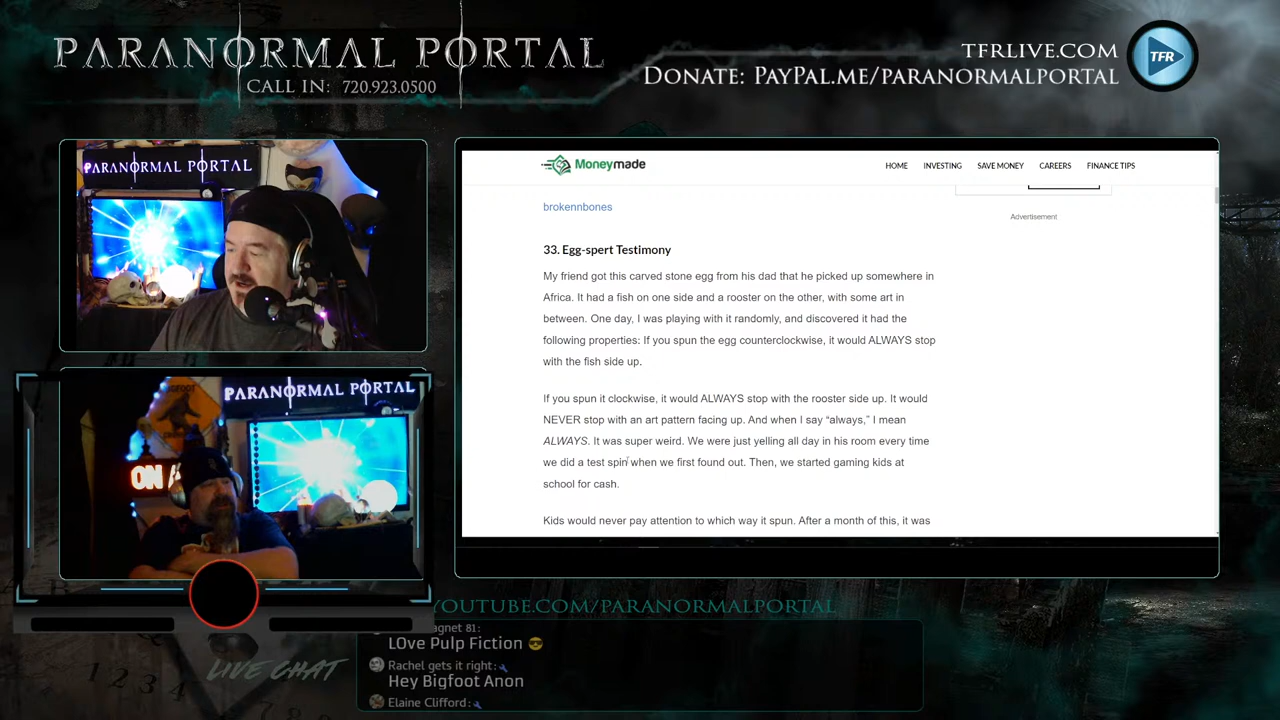 PARANORMAL PORTAL
CALL IN: 720.923.0500
TFRLIVE.COM
DONATE: PAYPAL.ME/PARANORMALPORTAL
TFR
PARANORMAL PORTAL
PARANORMAL PORTAL
ON A
Moneymade
HOME INVESTING SAVE MONEY CAREERS FINANCE TIPS
brokennbones
Advertisement
33. Egg-spert Testimony
My friend got this carved stone egg from his dad that he picked up somewhere in
Africa. It had a fish on one side and a rooster on the other, with some art in
between. One day, I was playing with it randomly, and discovered it had the
following properties: If you spun the egg counterclockwise, it would ALWAYS stop
with the fish side up.
If you spun it clockwise, it would ALWAYS stop with the rooster side up. It would
NEVER stop with an art pattern facing up. And when I say “always,” I mean
ALWAYS. It was super weird. We were just yelling all day in his room every time
we did a test spin when we first found out. Then, we started gaming kids at
school for cash.
Kids would never pay attention to which way it spun. After a month of this, it was
YOUTUBE.COM/PARANORMALPORTAL
LIVE CHAT
agnet 81:
LOve Pulp Fiction 😎
Rachel gets it right:
Hey Bigfoot Anon
Elaine Clifford:
1 2 3 4